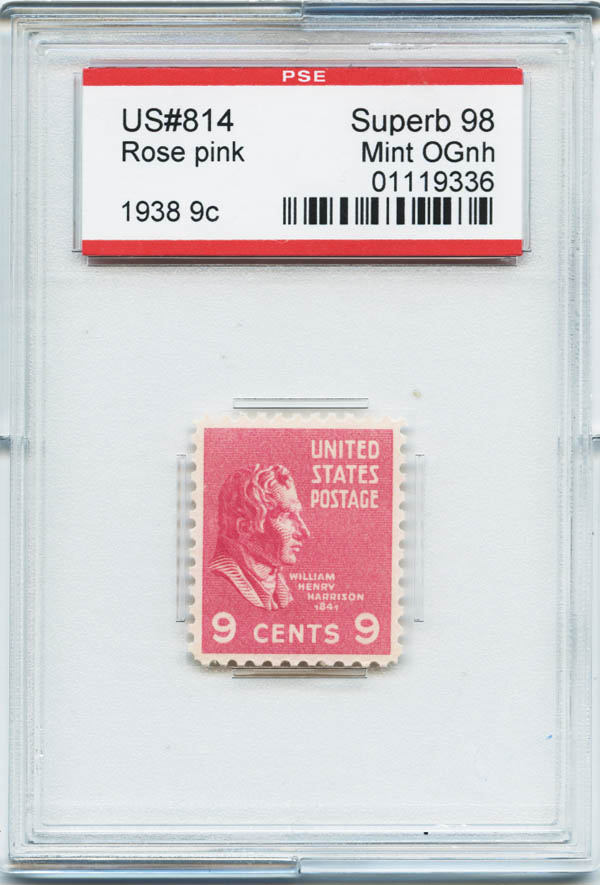 PSE
US#814 Superb 98
Rose pink Mint OGnh
01119336
1938 9c
UNITED
STATES
POSTAGE
WILLIAM
HENRY
HARRISON
1841
9 CENTS 9